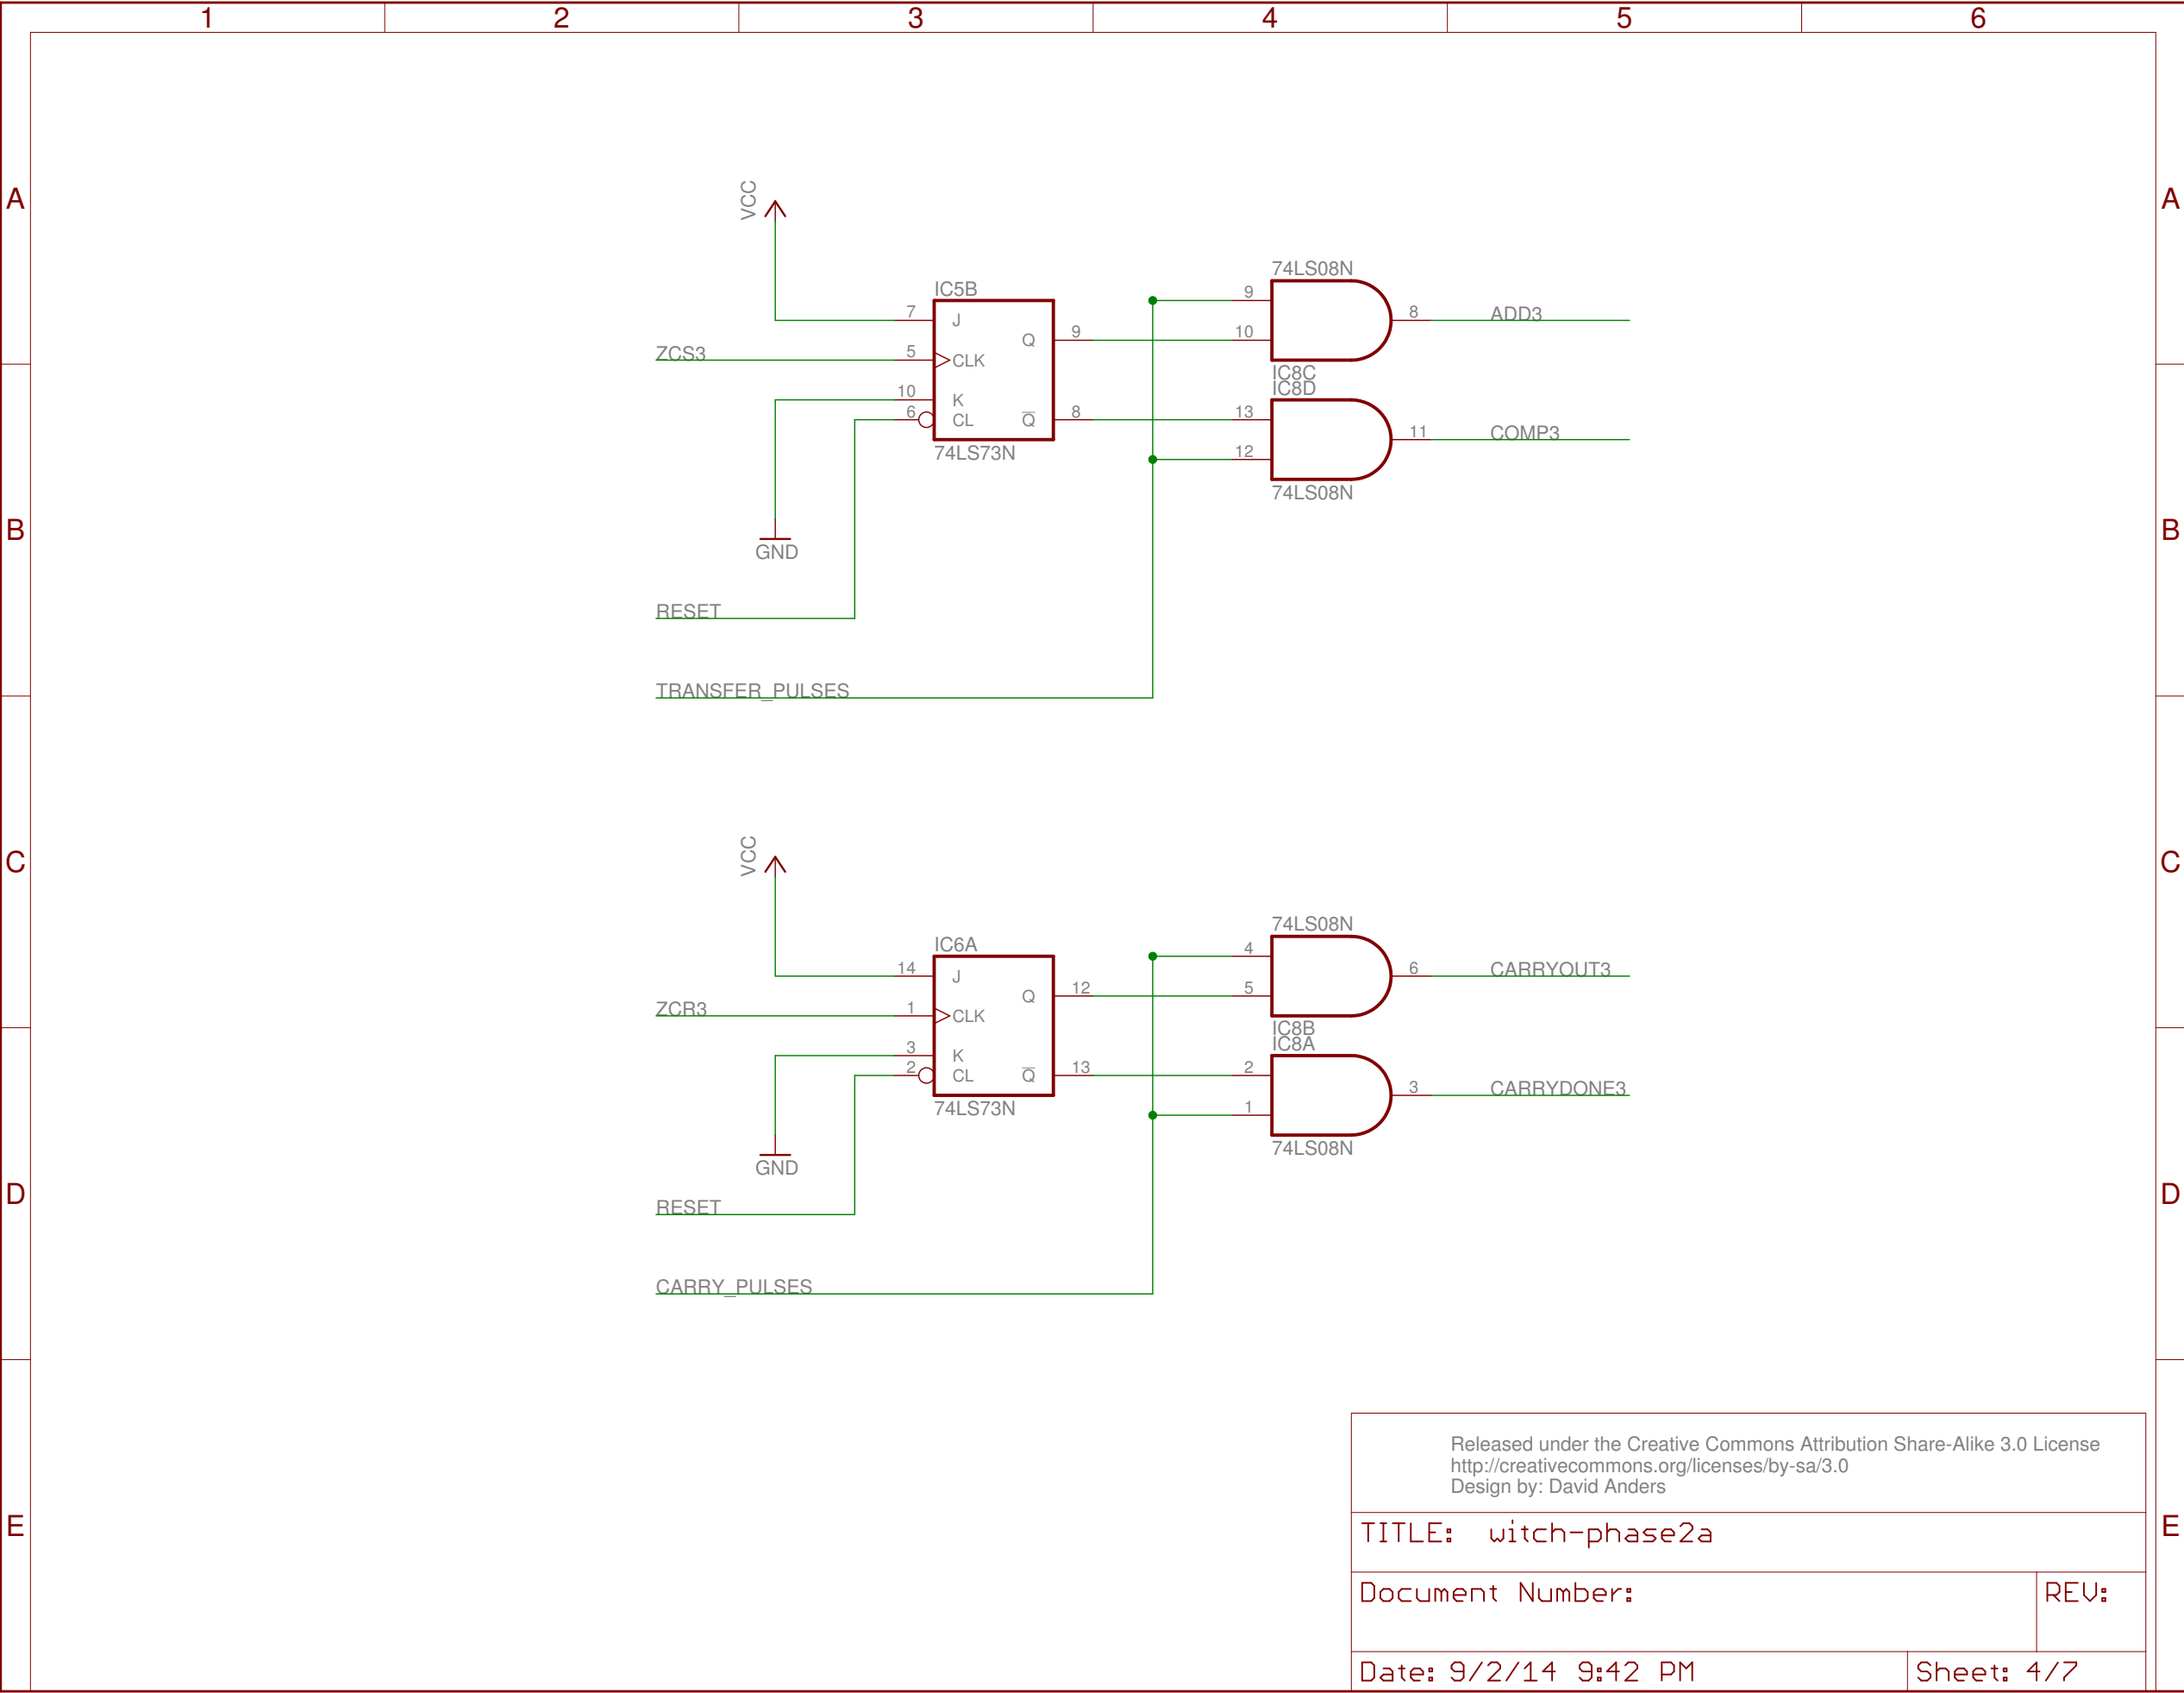 1 2 3 4 5 6
A A
VCC
74LS08N
IC5B
7 J
9
8 ADD3
Q 9
10
ZCS3 5 CLK
IC8C
IC8D
10 K
6 CL
Q 8
13
11 COMP3
12
74LS73N
74LS08N
B B
GND
RESET
TRANSFER_PULSES
C C
VCC
74LS08N
IC6A
14 J
4
6 CARRYOUT3
Q 12
5
ZCR3 1 CLK
IC8B
IC8A
3 K
2 CL
Q 13
2
3 CARRYDONE3
1
74LS73N
74LS08N
GND
D D
RESET
CARRY_PULSES
Released under the Creative Commons Attribution Share-Alike 3.0 License
http://creativecommons.org/licenses/by-sa/3.0
Design by: David Anders
E E
TITLE: witch-phase2a
Document Number: REV:
Date: 9/2/14 9:42 PM Sheet: 4/7